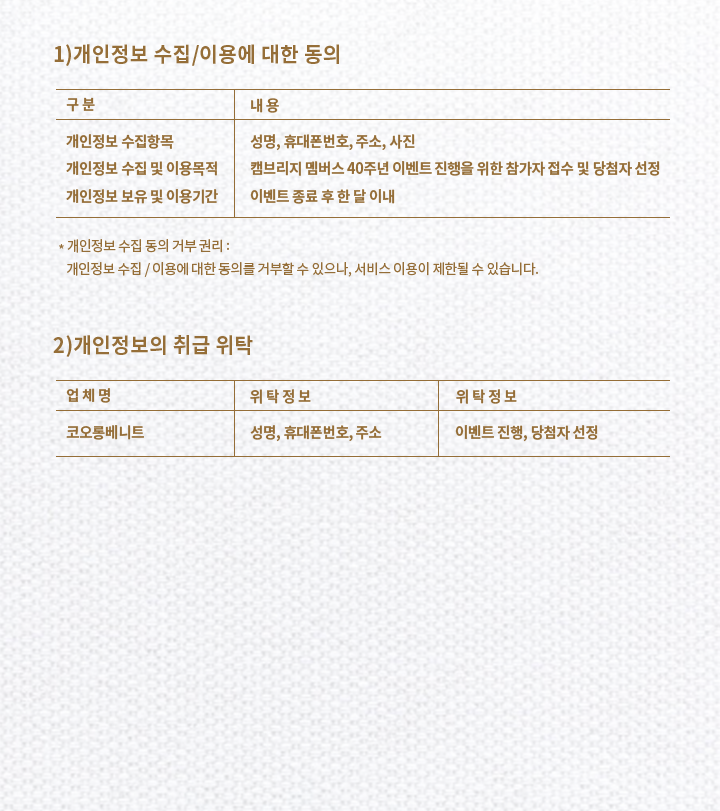 1)개인정보 수집/이용에 대한 동의
구 분 내 용
개인정보 수집항목 성명, 휴대폰번호, 주소, 사진
개인정보 수집 및 이용목적 캠브리지 멤버스 40주년 이벤트 진행을 위한 참가자 접수 및 당첨자 선정
개인정보 보유 및 이용기간 이벤트 종료 후 한 달 이내
* 개인정보 수집 동의 거부 권리 :
개인정보 수집 / 이용에 대한 동의를 거부할 수 있으나, 서비스 이용이 제한될 수 있습니다.
2)개인정보의 취급 위탁
업 체 명 위 탁 정 보 위 탁 정 보
코오롱베니트 성명, 휴대폰번호, 주소 이벤트 진행, 당첨자 선정